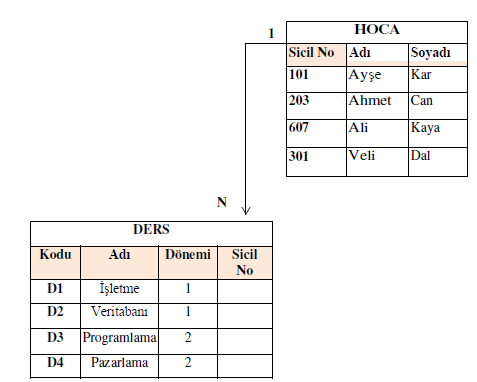 1
HOCA
Sicil No Adı Soyadı
101 Ayşe Kar
203 Ahmet Can
607 Ali Kaya
301 Veli Dal
N
DERS
Kodu Adı Dönemi Sicil No
D1 İşletme 1
D2 Veritabanı 1
D3 Programlama 2
D4 Pazarlama 2